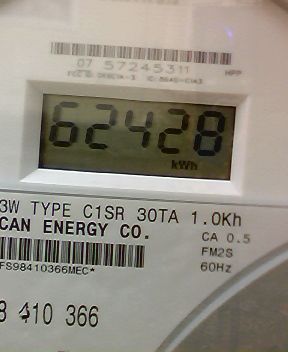 07 57245311 HPP
62428
kWh
3W TYPE C1SR 30TA 1.0Kh
CAN ENERGY CO. CA 0.5
FM2S
FS98410366MEC* 60Hz
8 410 366